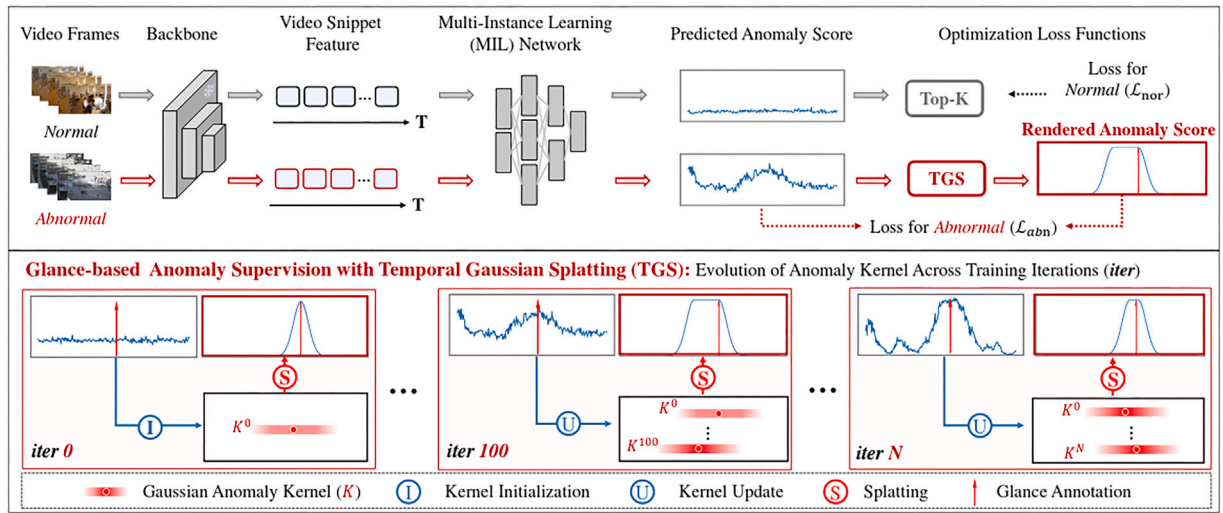 Video Frames
Backbone
Video Snippet
Feature
Multi-Instance Learning
(MIL) Network
Predicted Anomaly Score
Optimization Loss Functions
Normal
T
Top-K
Loss for
Normal (ℒnor)
Rendered Anomaly Score
Abnormal
T
TGS
Loss for Abnormal (ℒabn)
Glance-based Anomaly Supervision with Temporal Gaussian Splatting (TGS): Evolution of Anomaly Kernel Across Training Iterations (iter)
S
K⁰
I
iter 0
...
S
K⁰
K¹⁰⁰
U
iter 100
...
S
K⁰
Kᴺ
U
iter N
Gaussian Anomaly Kernel (K)
I Kernel Initialization
U Kernel Update
S Splatting
Glance Annotation